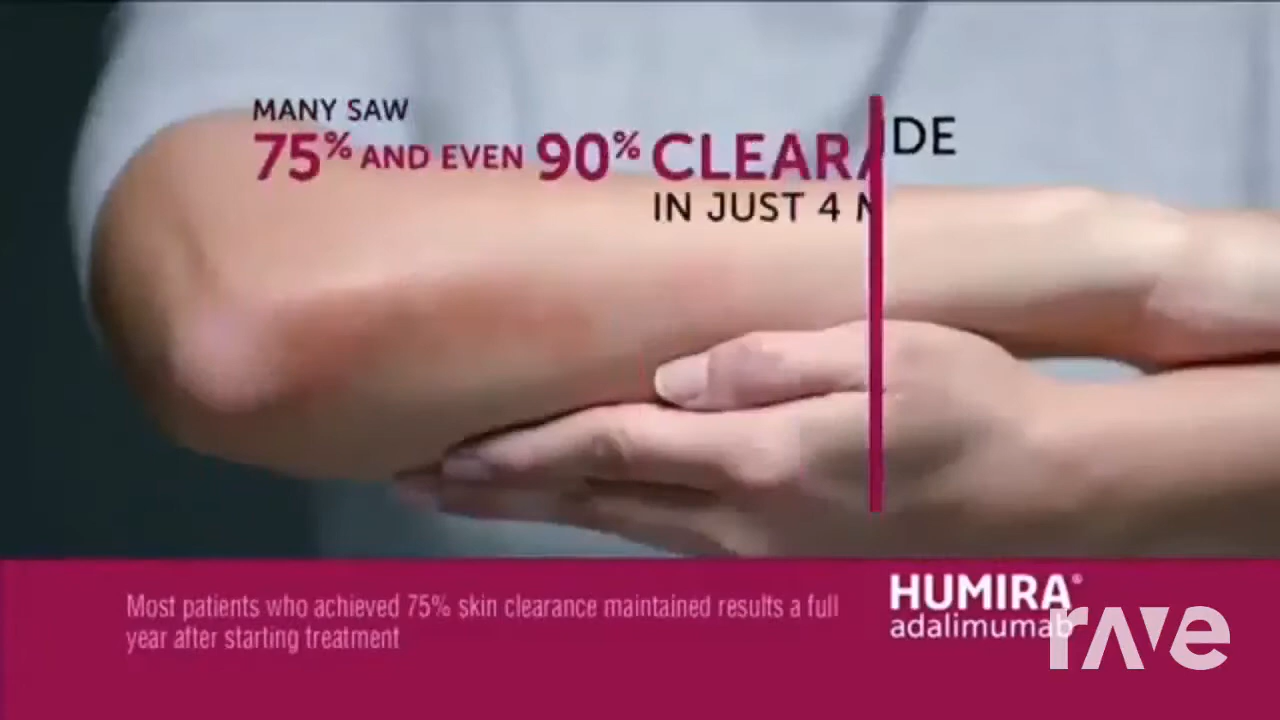 MANY SAW
75% AND EVEN 90% CLEARA
IN JUST 4
IDE
Most patients who achieved 75% skin clearance maintained results a full
year after starting treatment
HUMIRA®
adalimumab
rave